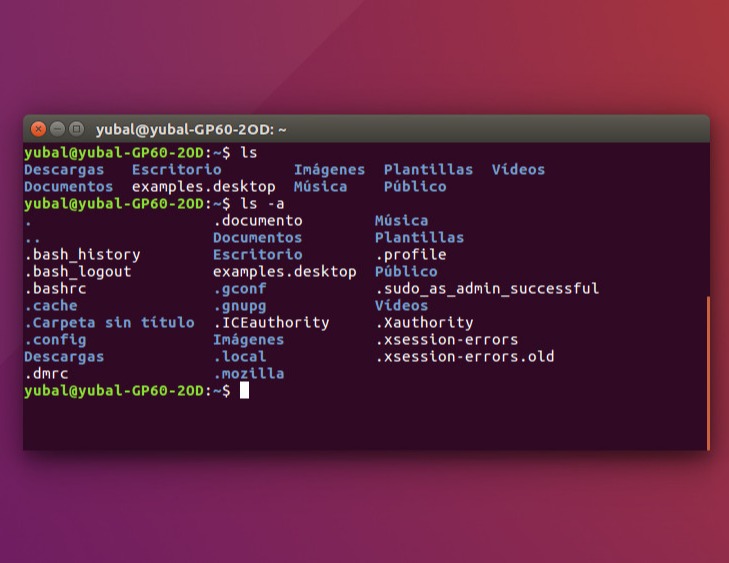 yubal@yubal-GP60-2OD: ~
yubal@yubal-GP60-2OD:~$ ls
Descargas   Escritorio        Imágenes  Plantillas  Vídeos
Documentos  examples.desktop  Música    Público
yubal@yubal-GP60-2OD:~$ ls -a
.                    .documento        Música
..                   Documentos        Plantillas
.bash_history        Escritorio        .profile
.bash_logout         examples.desktop  Público
.bashrc              .gconf            .sudo_as_admin_successful
.cache               .gnupg            Vídeos
.Carpeta sin título  .ICEauthority     .Xauthority
.config              Imágenes          .xsession-errors
Descargas            .local            .xsession-errors.old
.dmrc                .mozilla
yubal@yubal-GP60-2OD:~$